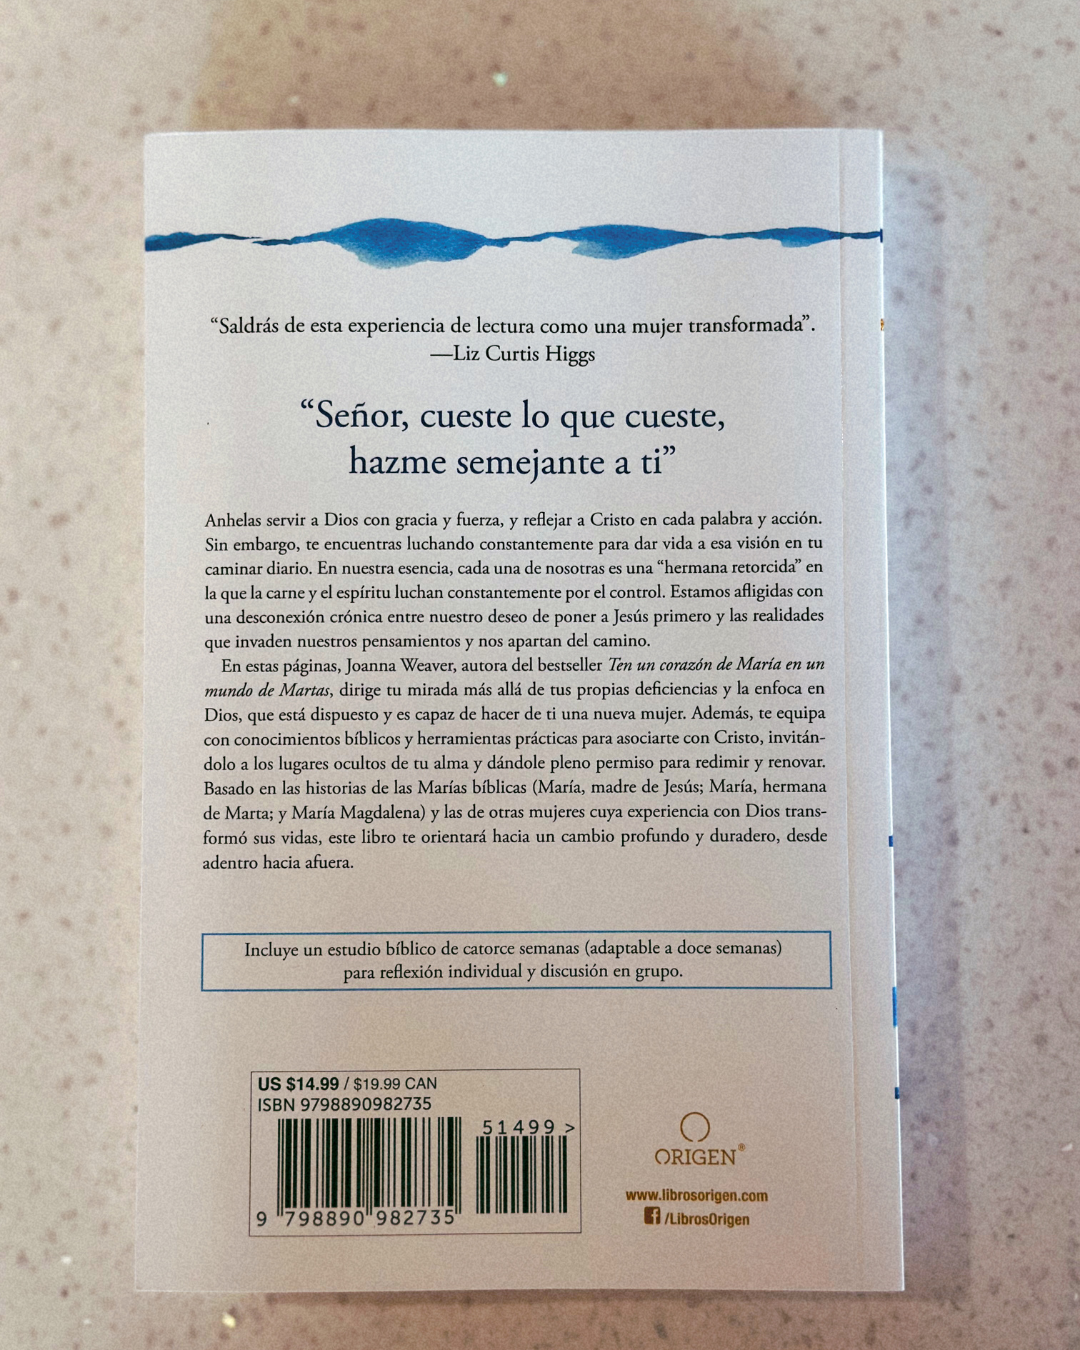 “Saldrás de esta experiencia de lectura como una mujer transformada”.
—Liz Curtis Higgs
“Señor, cueste lo que cueste,
hazme semejante a ti”
Anhelas servir a Dios con gracia y fuerza, y reflejar a Cristo en cada palabra y acción.
Sin embargo, te encuentras luchando constantemente para dar vida a esa visión en tu
caminar diario. En nuestra esencia, cada una de nosotras es una “hermana retorcida” en
la que la carne y el espíritu luchan constantemente por el control. Estamos afligidas con
una desconexión crónica entre nuestro deseo de poner a Jesús primero y las realidades
que invaden nuestros pensamientos y nos apartan del camino.
En estas páginas, Joanna Weaver, autora del bestseller Ten un corazón de María en un
mundo de Martas, dirige tu mirada más allá de tus propias deficiencias y la enfoca en
Dios, que está dispuesto y es capaz de hacer de ti una nueva mujer. Además, te equipa
con conocimientos bíblicos y herramientas prácticas para asociarte con Cristo, invitán-
dolo a los lugares ocultos de tu alma y dándole pleno permiso para redimir y renovar.
Basado en las historias de las Marías bíblicas (María, madre de Jesús; María, hermana
de Marta; y María Magdalena) y las de otras mujeres cuya experiencia con Dios trans-
formó sus vidas, este libro te orientará hacia un cambio profundo y duradero, desde
adentro hacia afuera.
Incluye un estudio bíblico de catorce semanas (adaptable a doce semanas)
para reflexión individual y discusión en grupo.
US $14.99 / $19.99 CAN
ISBN 9798890982735
51499 >
9 798890 982735
ORIGEN®
www.librosorigen.com
/LibrosOrigen